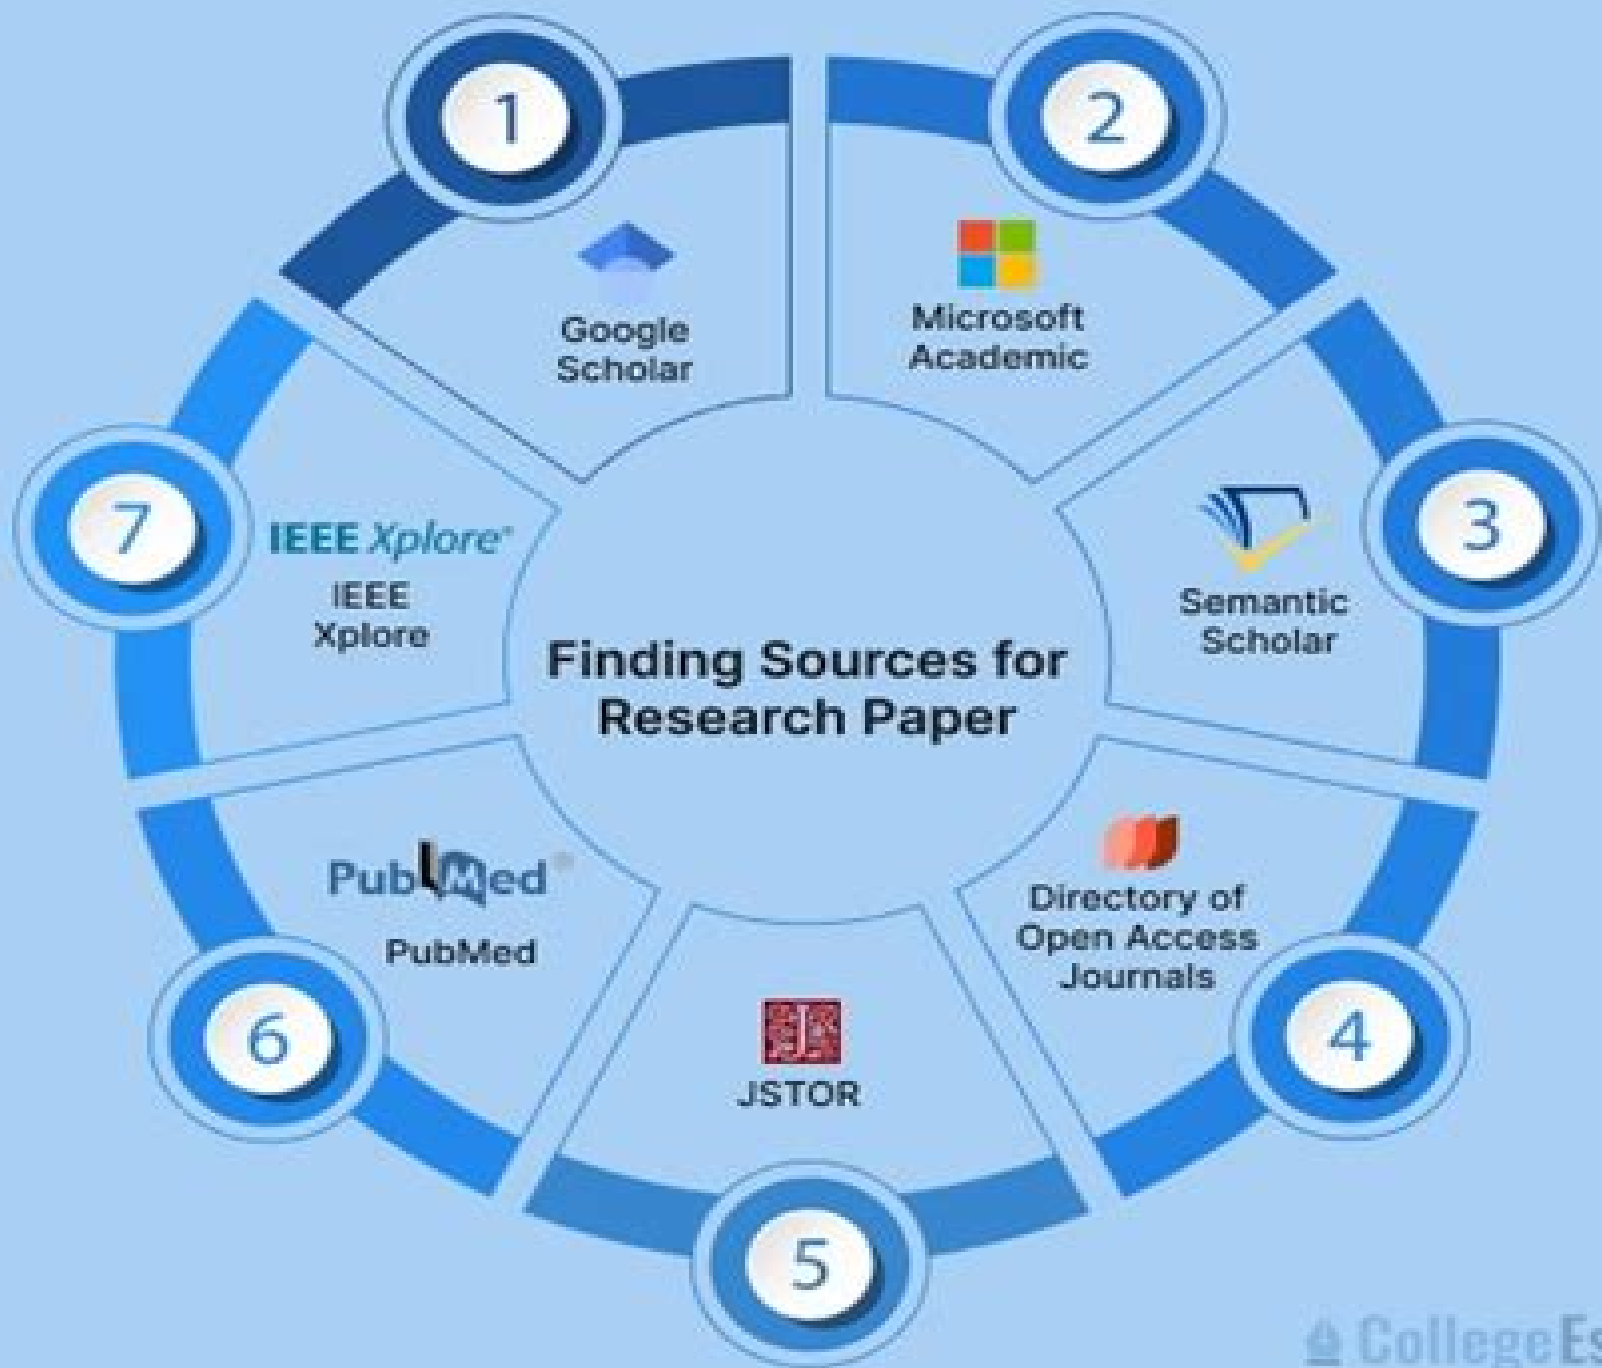 1
Google
Scholar
2
Microsoft
Academic
3
Semantic
Scholar
4
Directory of
Open Access
Journals
5
JSTOR
6
PubMed
PubMed
7
IEEE Xplore®
IEEE
Xplore
Finding Sources for
Research Paper
CollegeEs